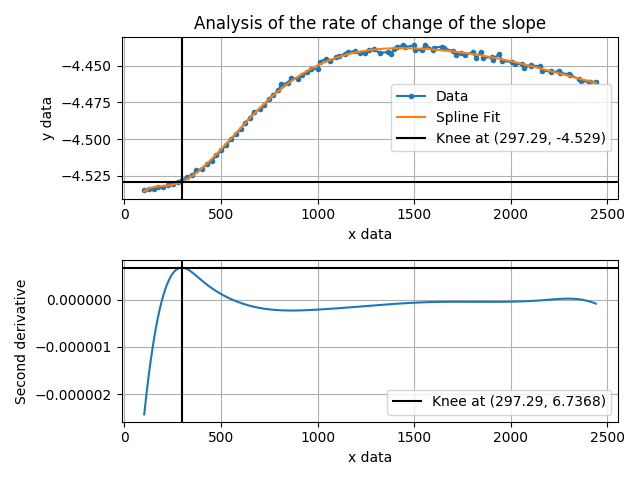 Analysis of the rate of change of the slope
−4.450
−4.475
−4.500
−4.525
y data
Data
Spline Fit
Knee at (297.29, -4.529)
0 500 1000 1500 2000 2500
x data
0.000000
−0.000001
−0.000002
Second derivative
Knee at (297.29, 6.7368)
0 500 1000 1500 2000 2500
x data